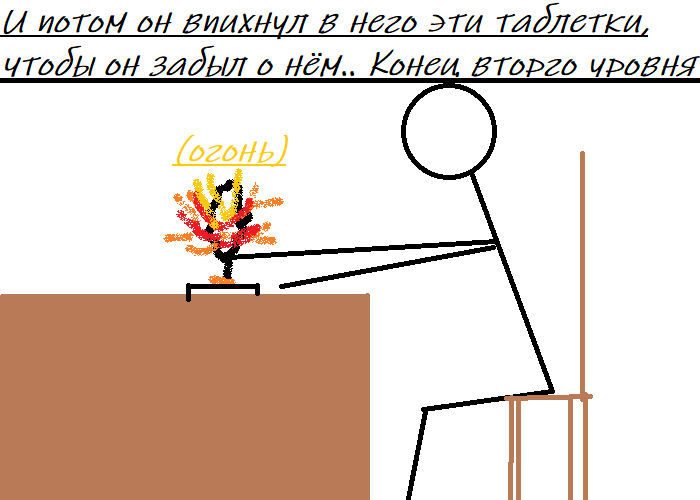 И потом он впихнул в него эти таблетки,
чтобы он забыл о нём.. Конец вторго уровня
(огонь)